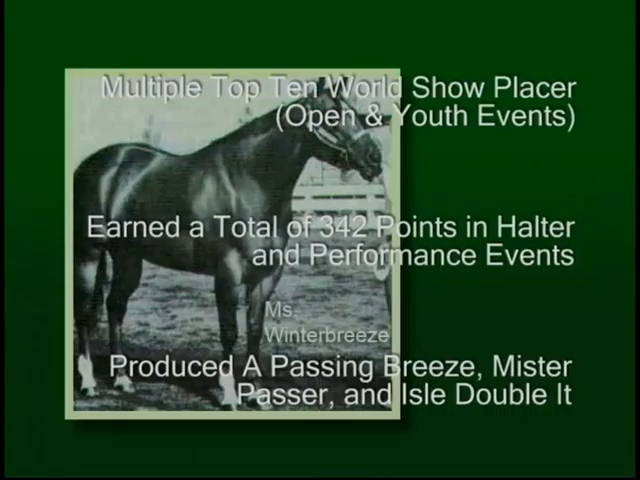 Multiple Top Ten World Show Placer
(Open & Youth Events)
Earned a Total of 342 Points in Halter
and Performance Events
Ms.
Winterbreeze
Produced A Passing Breeze, Mister
Passer, and Isle Double It